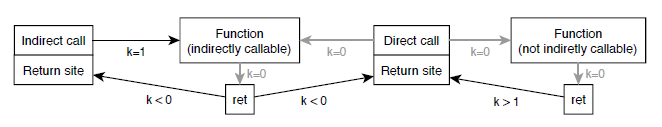 Indirect call
Return site
k=1
Function
(indirectly callable)
k=0
k=0
Direct call
Return site
k=0
Function
(not indiretly callable)
k=0
ret
k < 0
k < 0
k > 1
ret